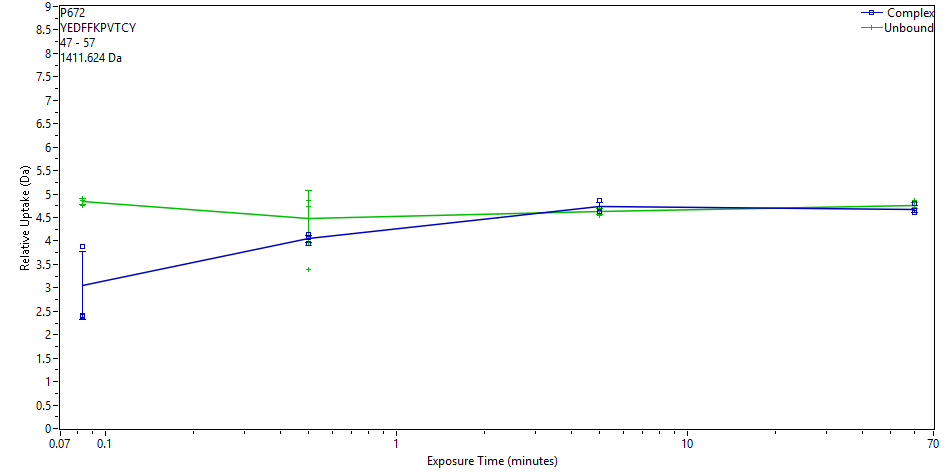 P672
YEDFFKPVTCY
47 - 57
1411.624 Da
Complex
Unbound
Relative Uptake (Da)
9
8.5
8
7.5
7
6.5
6
5.5
5
4.5
4
3.5
3
2.5
2
1.5
1
0.5
0
0.07 0.1 1 10 70
Exposure Time (minutes)